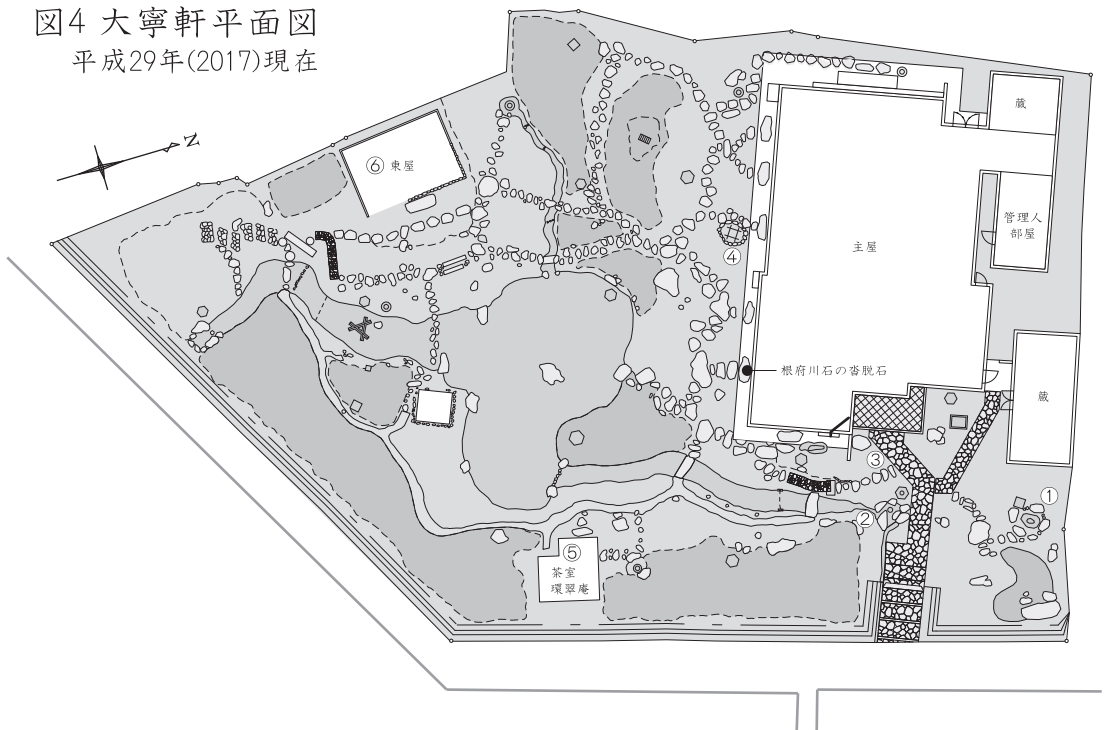 図4 大寧軒平面図
平成29年(2017)現在
N
蔵
⑥ 東屋
管理人
部屋
主屋
④
根府川石の沓脱石
蔵
③
①
②
⑤
茶室
環翠庵